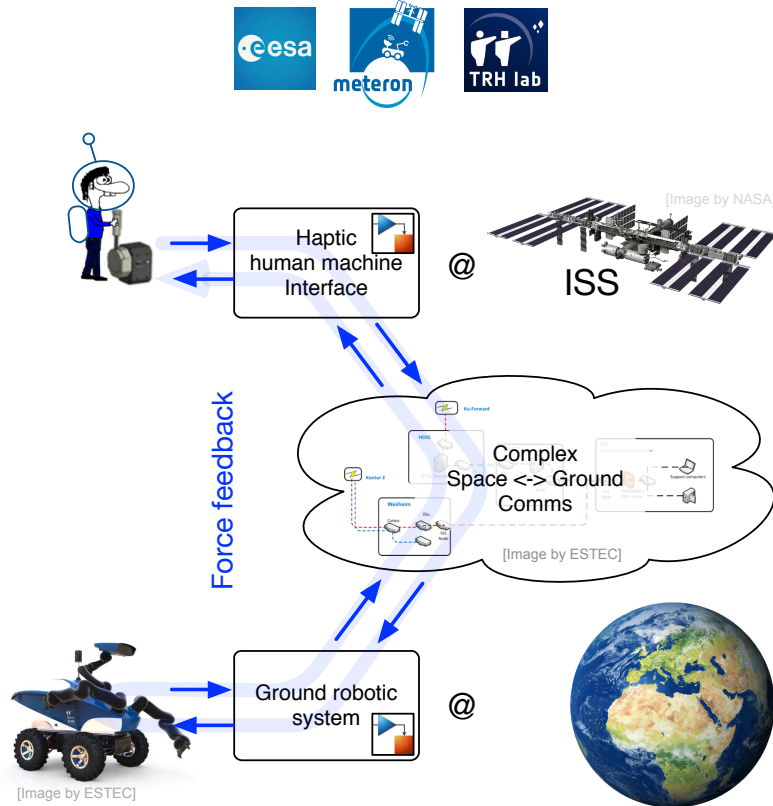 esa
meteron
TRH lab
[Image by NASA]
Haptic
human machine
Interface
@
ISS
Force feedback
Ku-Forward
HOSC
Complex
Space <-> Ground
Comms
Kontur 2
Support computers
Weilheim
Cortex
[Image by ESTEC]
Ground robotic
system
@
[Image by ESTEC]